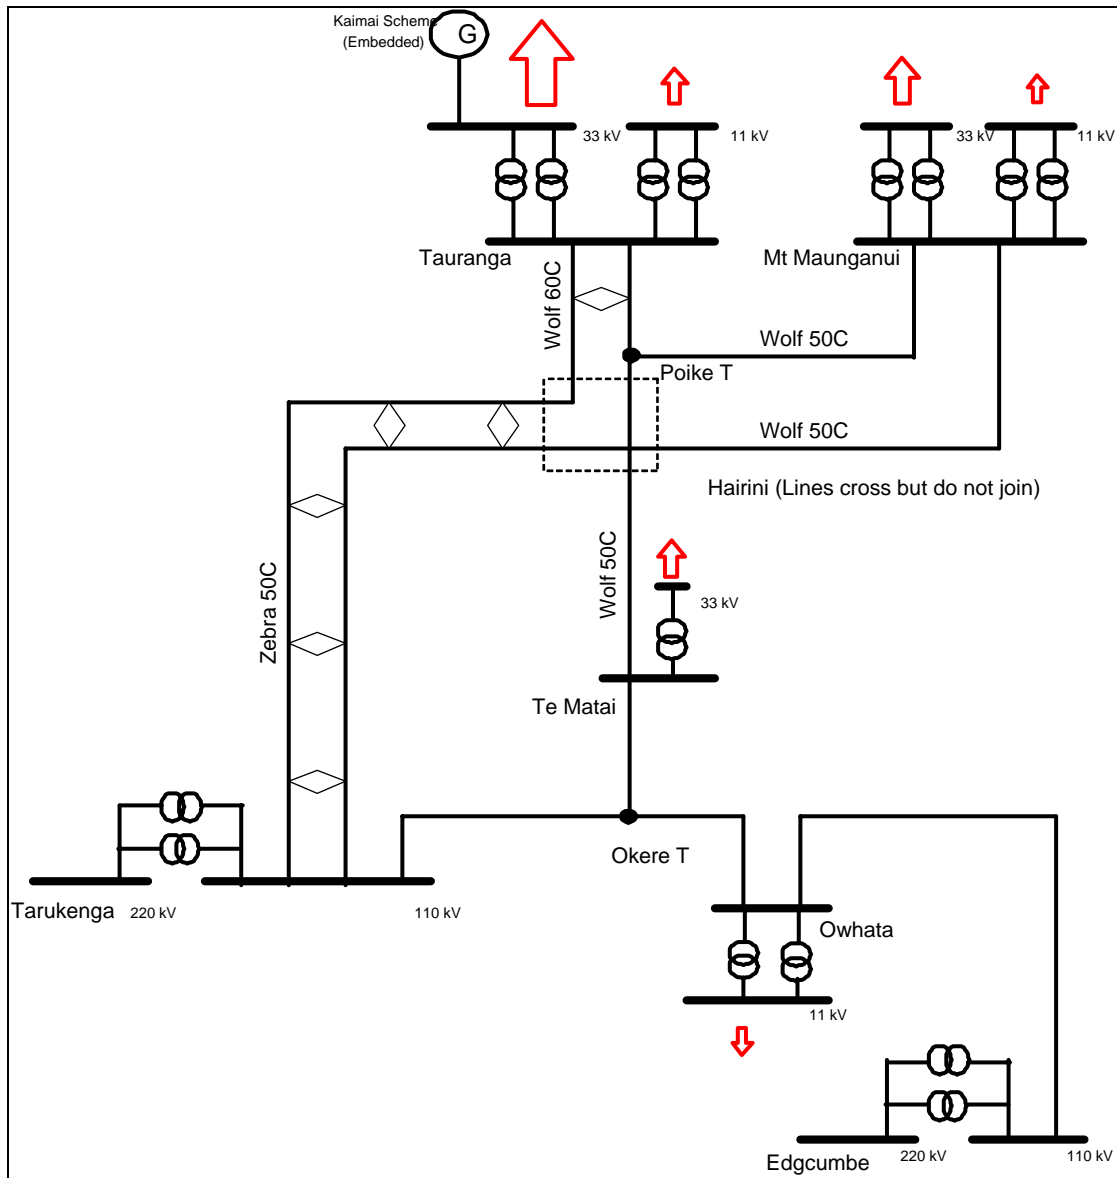 Kaimai Scheme
(Embedded)
G
33 kV
11 kV
33 kV
11 kV
Tauranga
Mt Maunganui
Wolf 60C
Wolf 50C
Poike T
Wolf 50C
Hairini (Lines cross but do not join)
Zebra 50C
Wolf 50C
33 kV
Te Matai
Okere T
Tarukenga
220 kV
110 kV
Owhata
11 kV
Edgcumbe
220 kV
110 kV